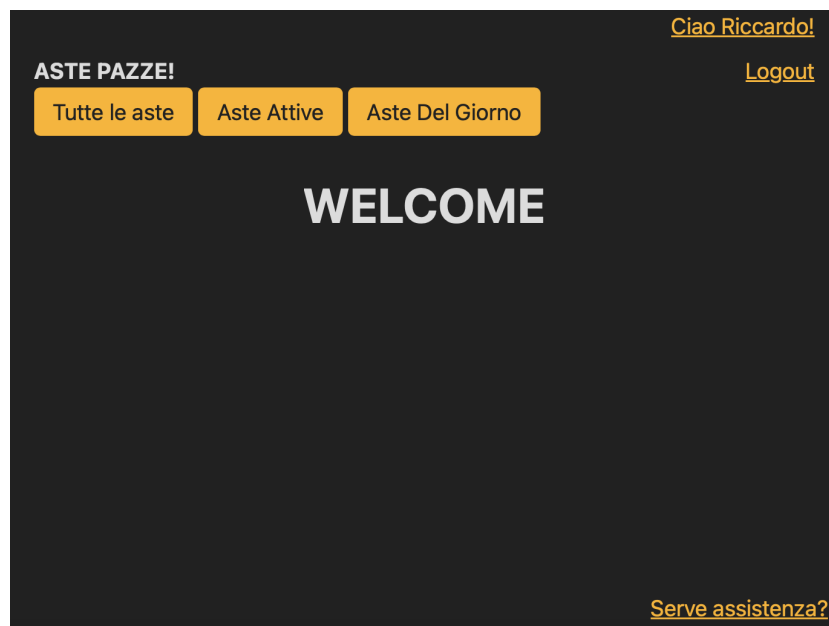 Ciao Riccardo!
ASTE PAZZE! Logout
Tutte le aste Aste Attive Aste Del Giorno
WELCOME
Serve assistenza?